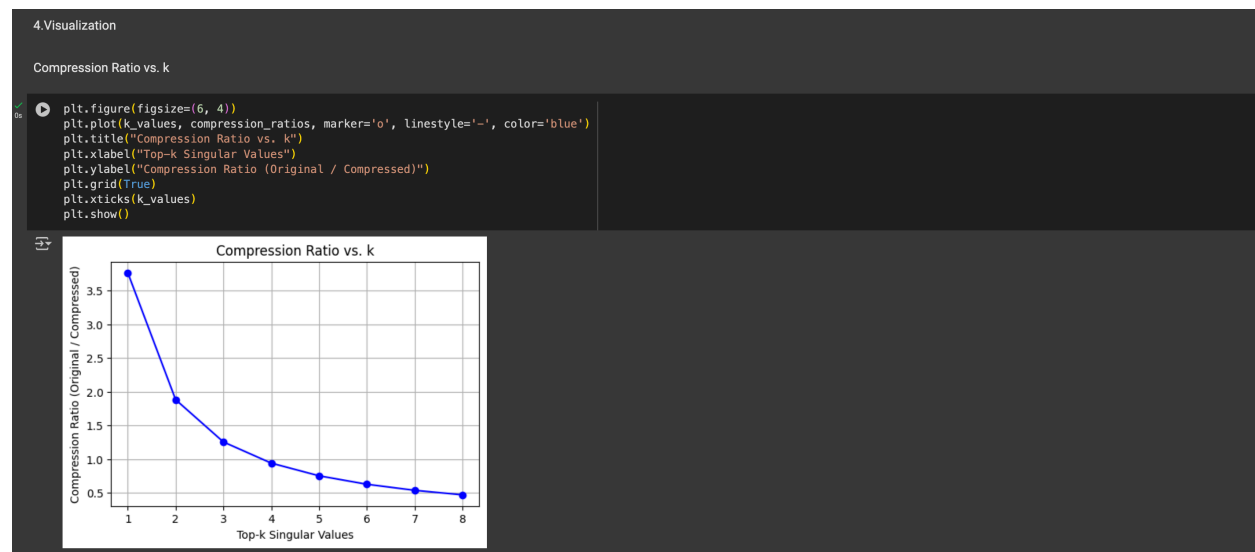 4.Visualization
Compression Ratio vs. k
0s
plt.figure(figsize=(6, 4))
plt.plot(k_values, compression_ratios, marker='o', linestyle='-', color='blue')
plt.title("Compression Ratio vs. k")
plt.xlabel("Top-k Singular Values")
plt.ylabel("Compression Ratio (Original / Compressed)")
plt.grid(True)
plt.xticks(k_values)
plt.show()
Compression Ratio vs. k
Compression Ratio (Original / Compressed)
3.5
3.0
2.5
2.0
1.5
1.0
0.5
1 2 3 4 5 6 7 8
Top-k Singular Values